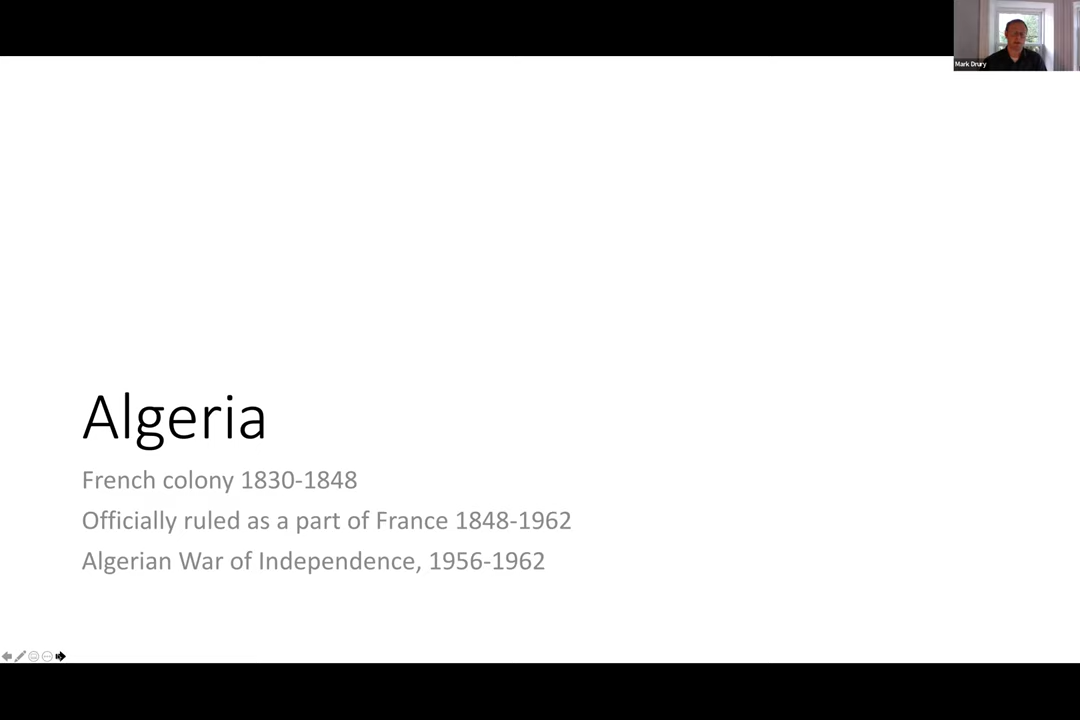 Mark Drury
Algeria
French colony 1830-1848
Officially ruled as a part of France 1848-1962
Algerian War of Independence, 1956-1962